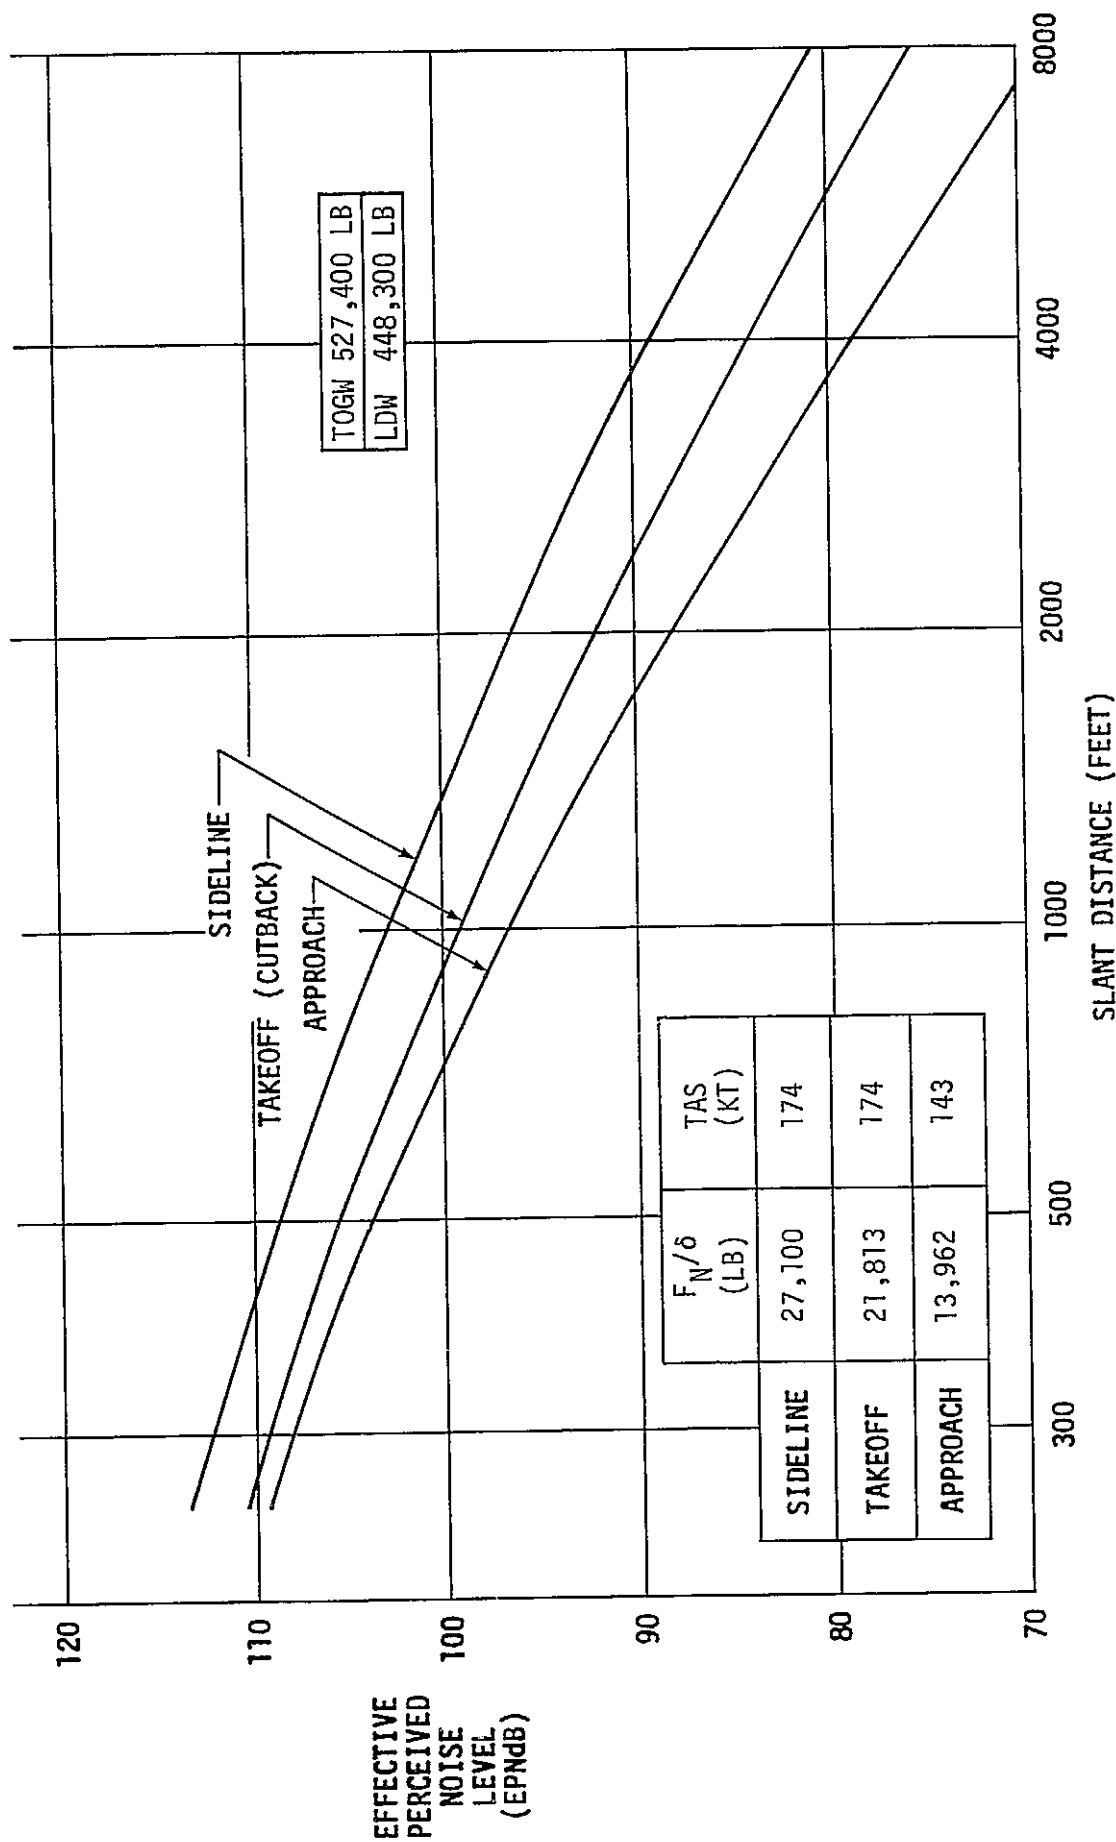 EFFECTIVE
PERCEIVED
NOISE
LEVEL
(EPNdB)
120
110
100
90
80
70
SIDELINE
TAKEOFF (CUTBACK)
APPROACH
TOGW 527,400 LB
LDW 448,300 LB
FN/δ (LB) TAS (KT)
SIDELINE 27,100 174
TAKEOFF 21,813 174
APPROACH 13,962 143
300 500 1000 2000 4000 8000
SLANT DISTANCE (FEET)